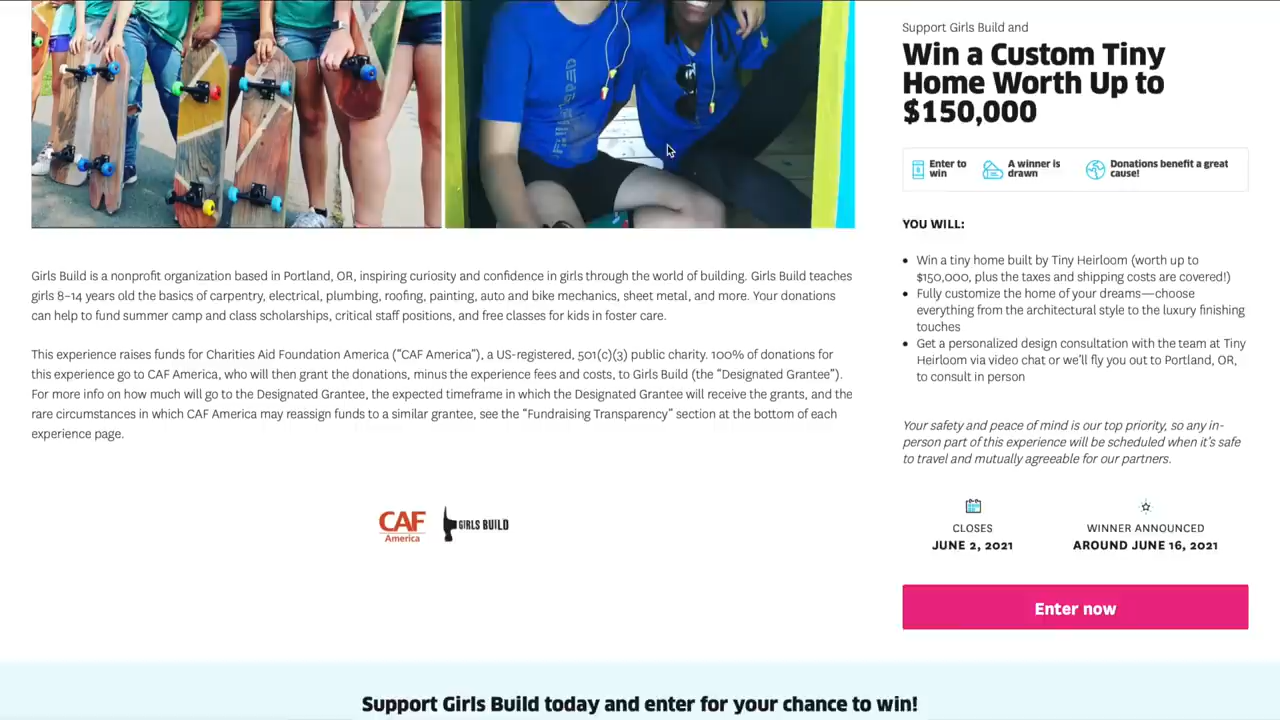 Support Girls Build and
Win a Custom Tiny
Home Worth Up to
$150,000
Enter to
win
A winner is
drawn
Donations benefit a great
cause!
YOU WILL:
• Win a tiny home built by Tiny Heirloom (worth up to
$150,000, plus the taxes and shipping costs are covered!)
• Fully customize the home of your dreams—choose
everything from the architectural style to the luxury finishing
touches
• Get a personalized design consultation with the team at Tiny
Heirloom via video chat or we'll fly you out to Portland, OR,
to consult in person
Your safety and peace of mind is our top priority, so any in-
person part of this experience will be scheduled when it's safe
to travel and mutually agreeable for our partners.
CLOSES
JUNE 2, 2021
WINNER ANNOUNCED
AROUND JUNE 16, 2021
Enter now
Girls Build is a nonprofit organization based in Portland, OR, inspiring curiosity and confidence in girls through the world of building. Girls Build teaches
girls 8–14 years old the basics of carpentry, electrical, plumbing, roofing, painting, auto and bike mechanics, sheet metal, and more. Your donations
can help to fund summer camp and class scholarships, critical staff positions, and free classes for kids in foster care.
This experience raises funds for Charities Aid Foundation America ("CAF America"), a US-registered, 501(c)(3) public charity. 100% of donations for
this experience go to CAF America, who will then grant the donations, minus the experience fees and costs, to Girls Build (the "Designated Grantee").
For more info on how much will go to the Designated Grantee, the expected timeframe in which the Designated Grantee will receive the grants, and the
rare circumstances in which CAF America may reassign funds to a similar grantee, see the "Fundraising Transparency" section at the bottom of each
experience page.
CAF
America
GIRLS BUILD
Support Girls Build today and enter for your chance to win!